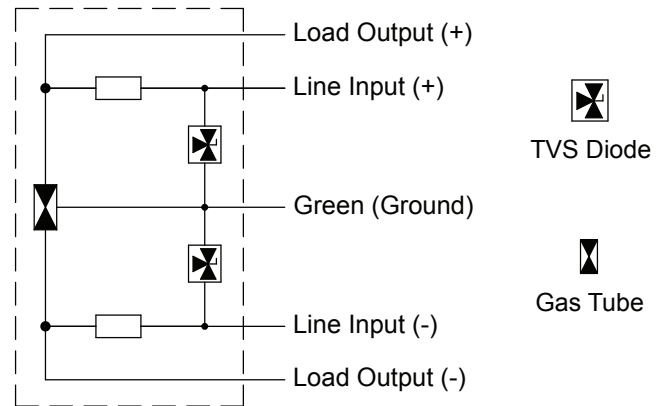 Load Output (+)
Line Input (+)
TVS Diode
Green (Ground)
Gas Tube
Line Input (-)
Load Output (-)